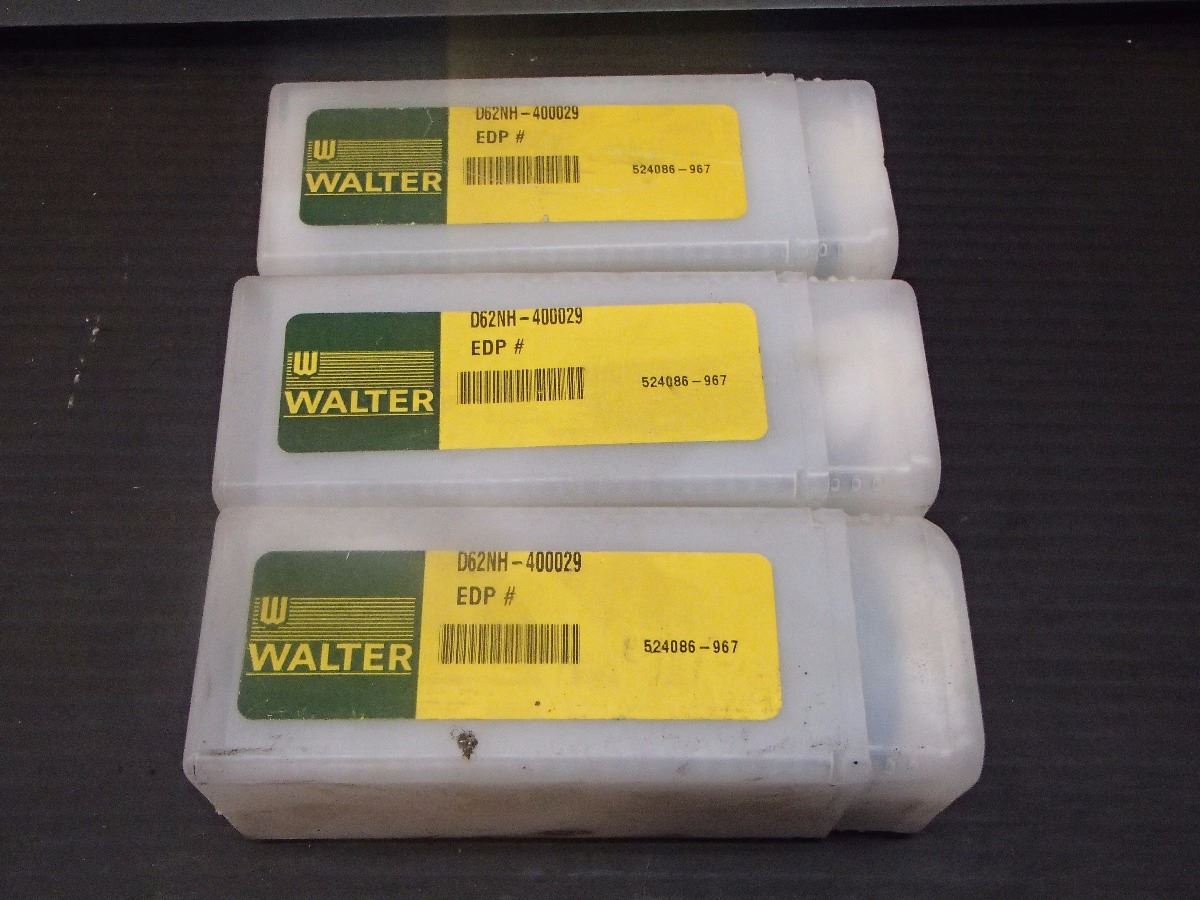 D62NH-400029
EDP #
W
WALTER
524086-967
D62NH-400029
EDP #
W
WALTER
524086-967
D62NH-400029
EDP #
W
WALTER
524086-967